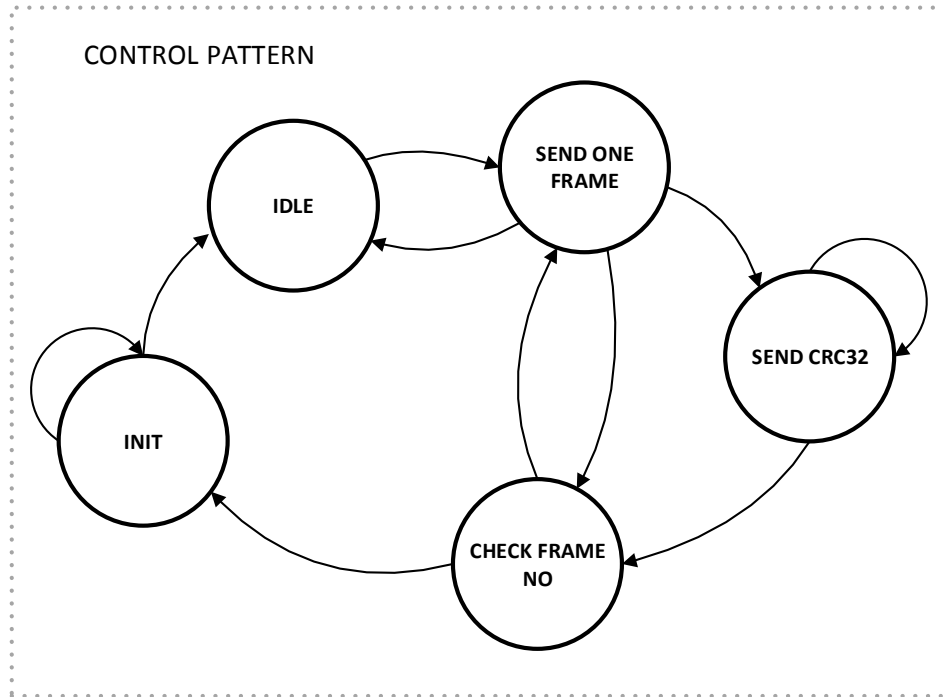 CONTROL PATTERN
SEND ONE
FRAME
IDLE
SEND CRC32
INIT
CHECK FRAME
NO